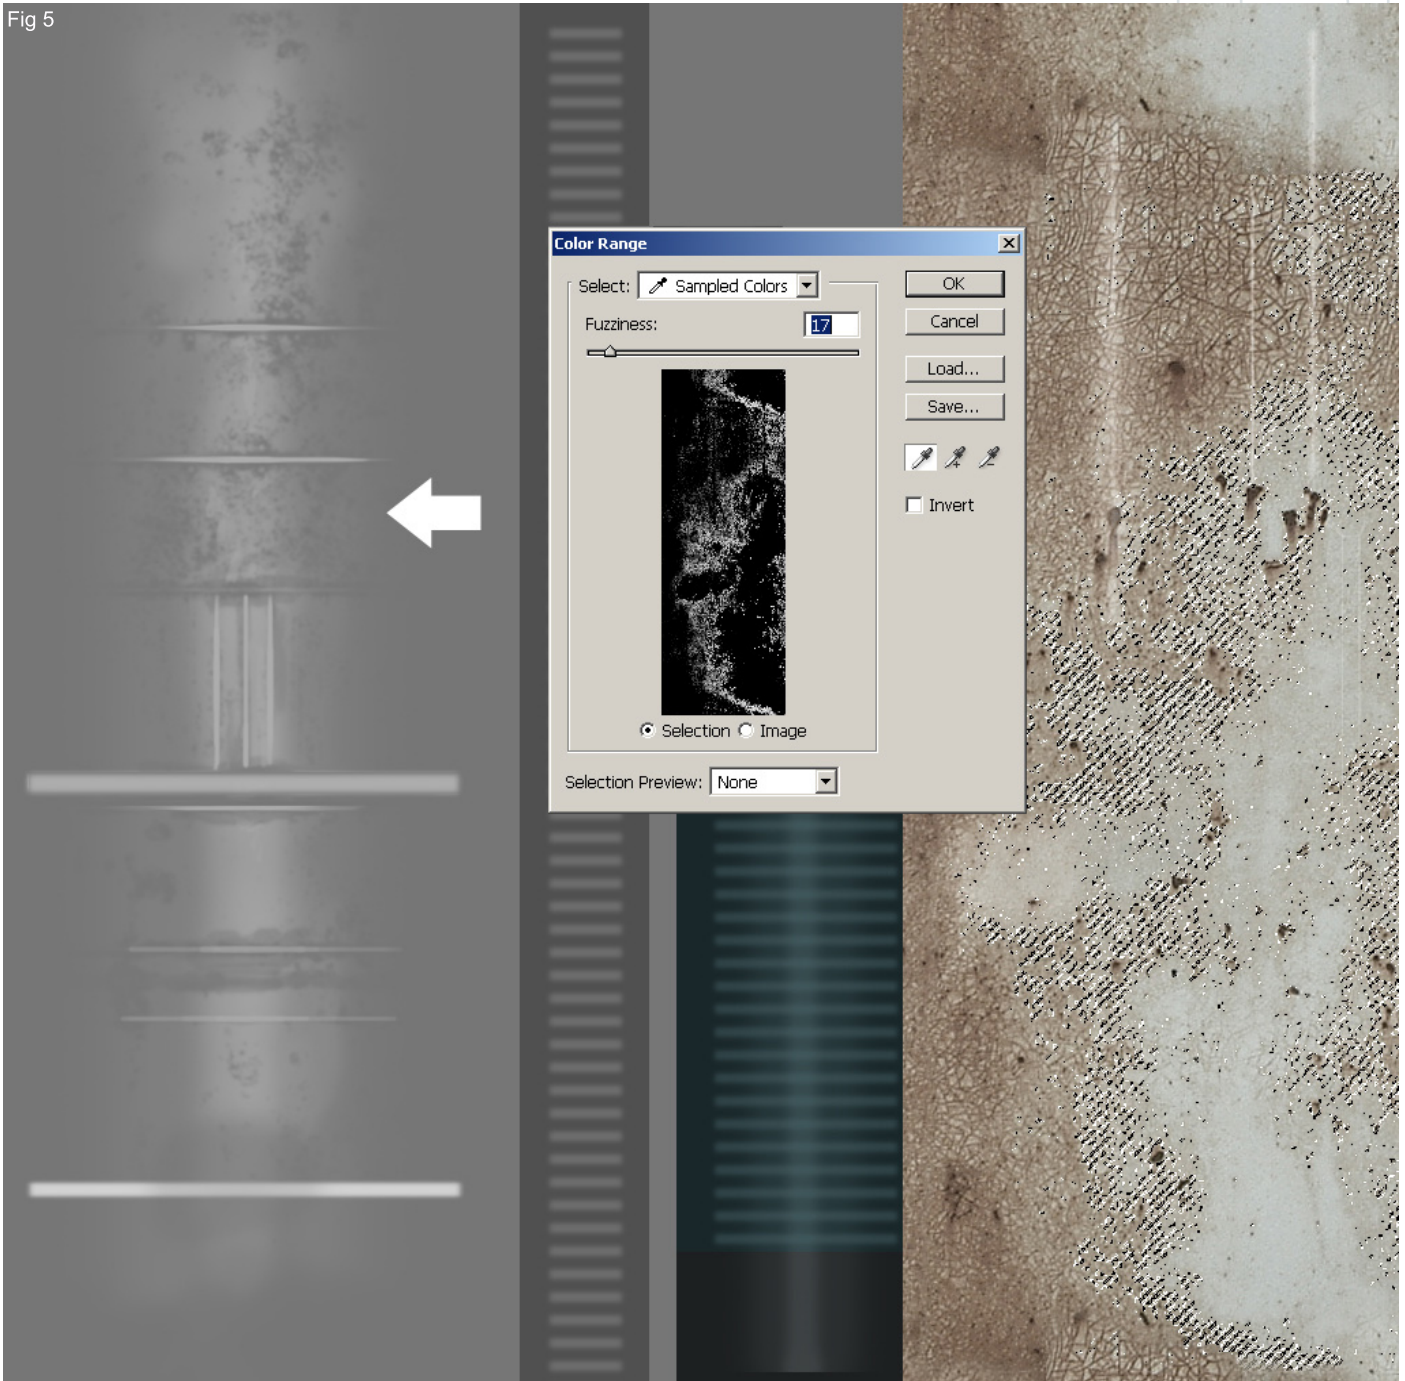 Fig 5
Color Range
Select: Sampled Colors
OK
Fuzziness: 17
Cancel
Load...
Save...
Invert
Selection Image
Selection Preview: None